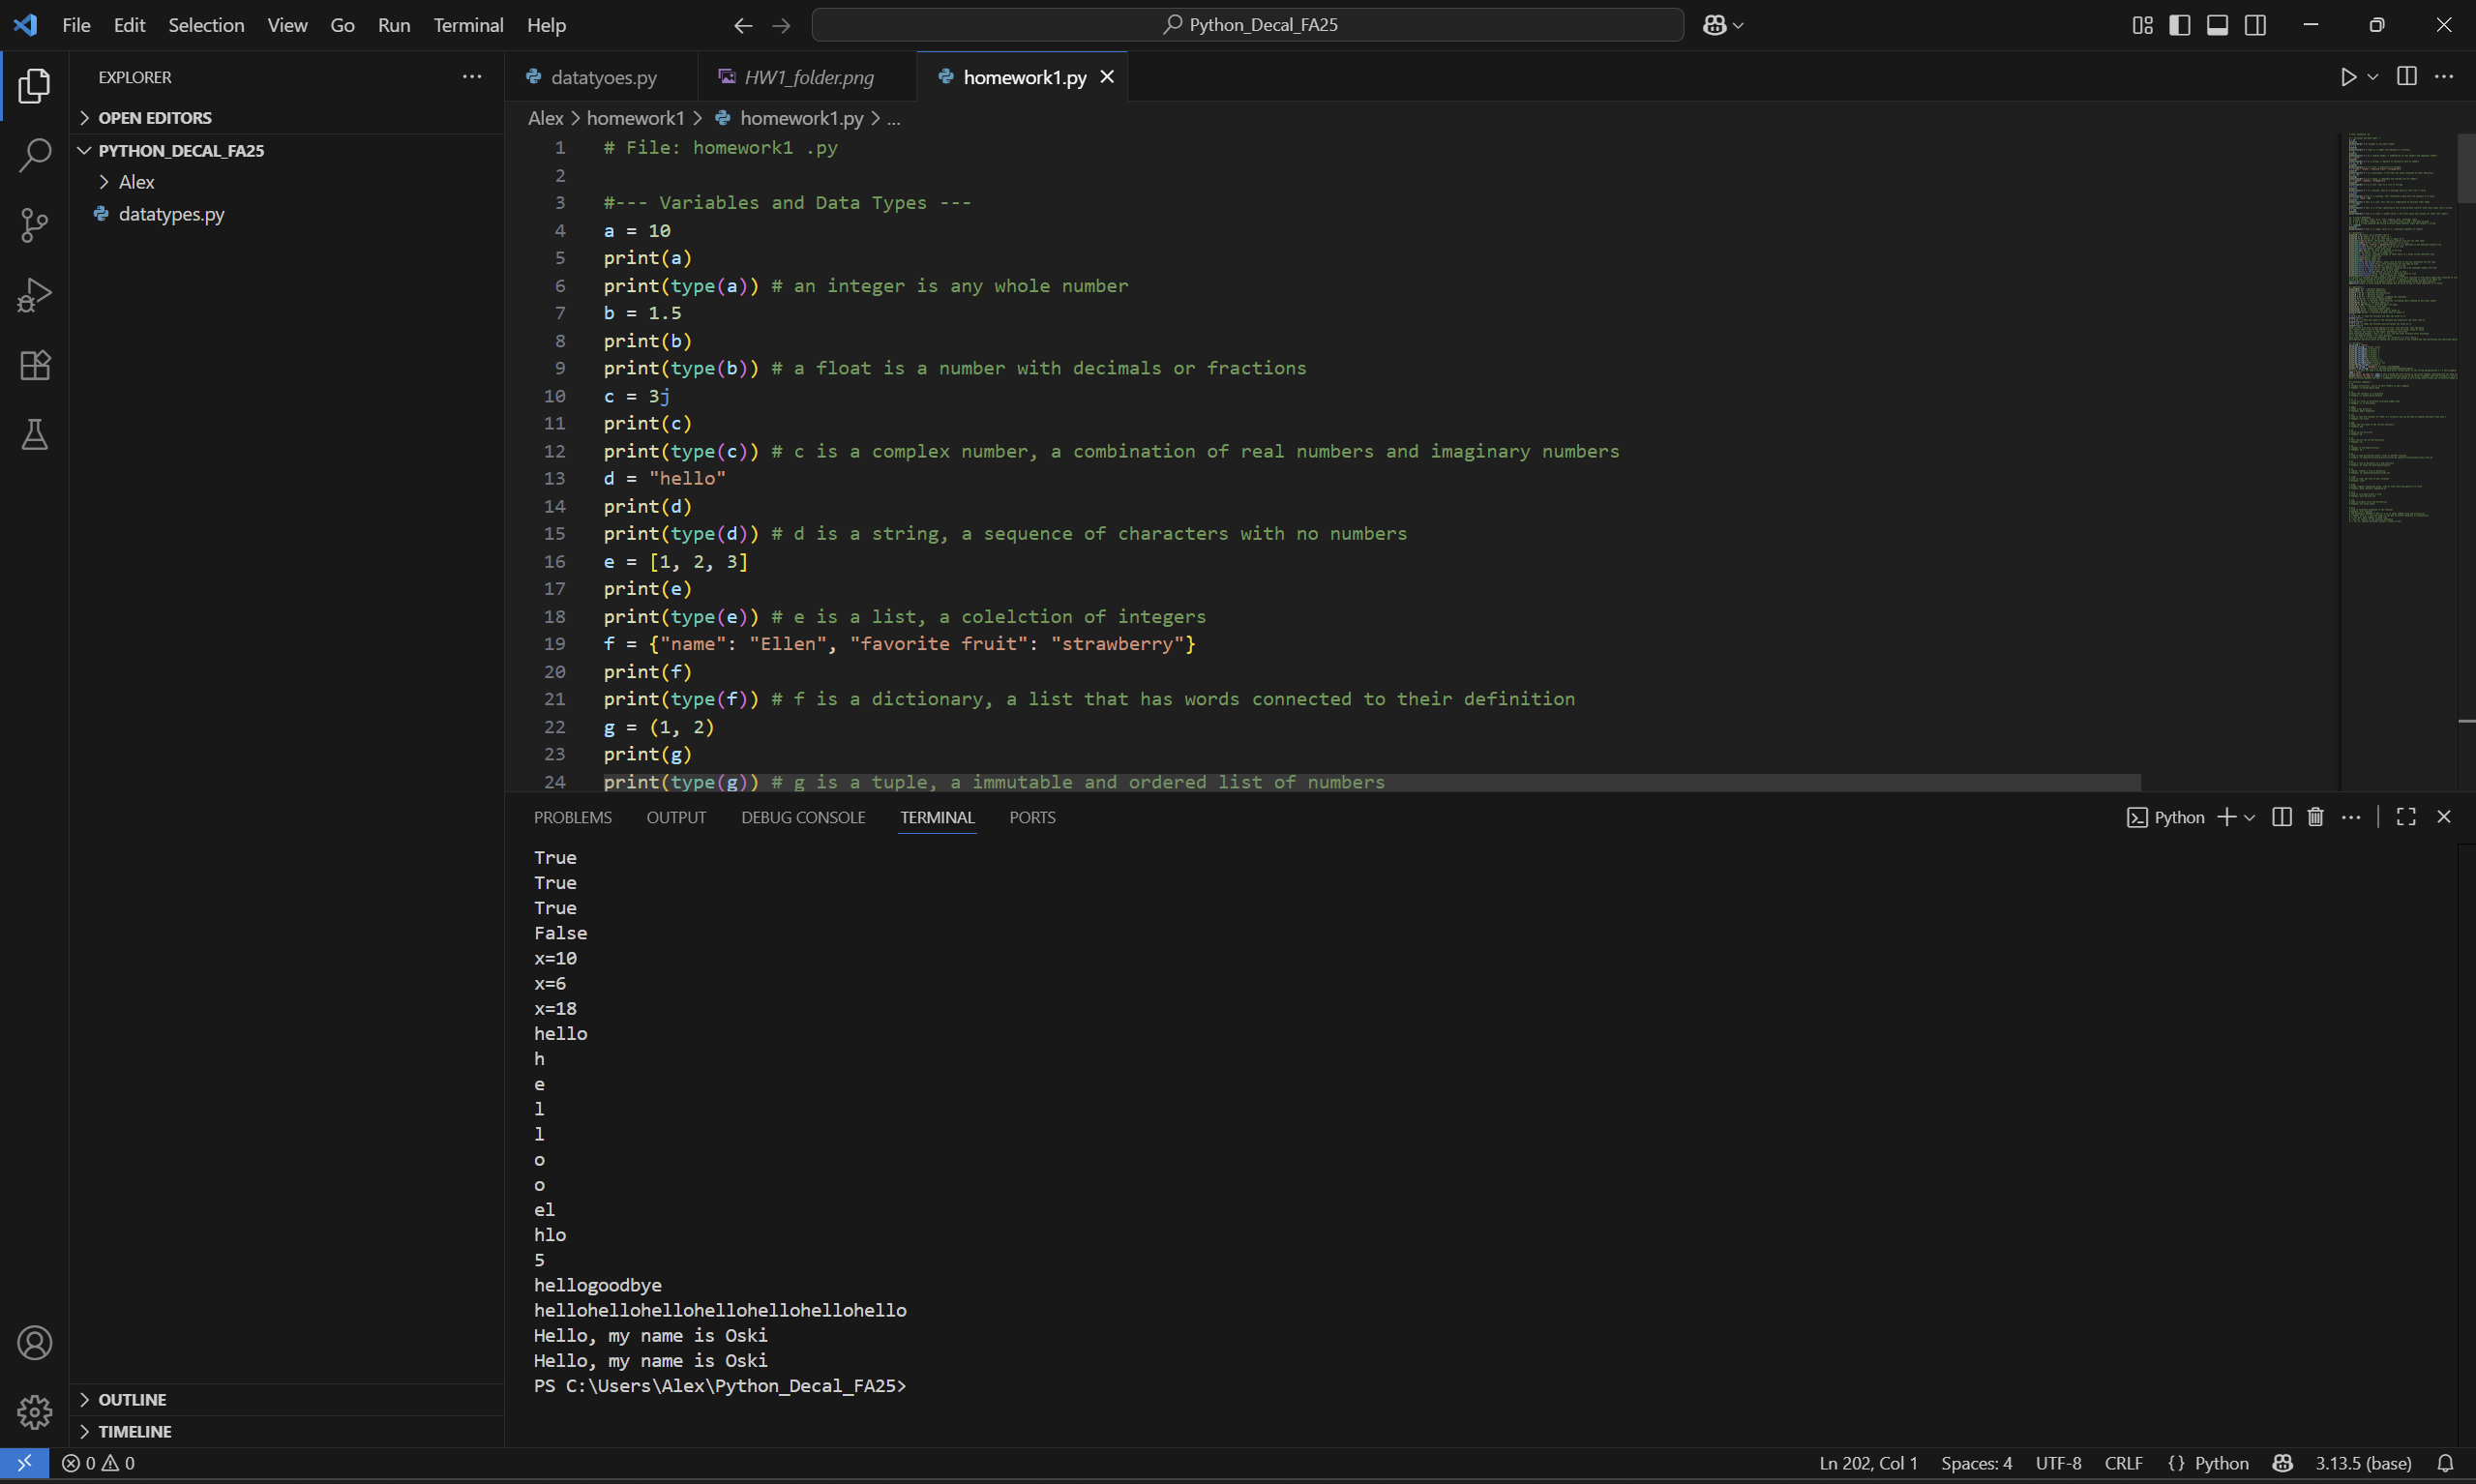 File Edit Selection View Go Run Terminal Help
Python_Decal_FA25
EXPLORER
OPEN EDITORS
PYTHON_DECAL_FA25
Alex
datatypes.py
OUTLINE
TIMELINE
datatyoes.py HW1_folder.png homework1.py
Alex > homework1 > homework1.py > ...
1 # File: homework1 .py
2
3 #--- Variables and Data Types ---
4 a = 10
5 print(a)
6 print(type(a)) # an integer is any whole number
7 b = 1.5
8 print(b)
9 print(type(b)) # a float is a number with decimals or fractions
10 c = 3j
11 print(c)
12 print(type(c)) # c is a complex number, a combination of real numbers and imaginary numbers
13 d = "hello"
14 print(d)
15 print(type(d)) # d is a string, a sequence of characters with no numbers
16 e = [1, 2, 3]
17 print(e)
18 print(type(e)) # e is a list, a colelction of integers
19 f = {"name": "Ellen", "favorite fruit": "strawberry"}
20 print(f)
21 print(type(f)) # f is a dictionary, a list that has words connected to their definition
22 g = (1, 2)
23 print(g)
24 print(type(g)) # g is a tuple, a immutable and ordered list of numbers
PROBLEMS OUTPUT DEBUG CONSOLE TERMINAL PORTS
Python
True
True
True
False
x=10
x=6
x=18
hello
h
e
l
l
o
o
el
hlo
5
hellogoodbye
hellohellohellohellohellohellohello
Hello, my name is Oski
Hello, my name is Oski
PS C:\Users\Alex\Python_Decal_FA25>
0 0
Ln 202, Col 1 Spaces: 4 UTF-8 CRLF {} Python 3.13.5 (base)